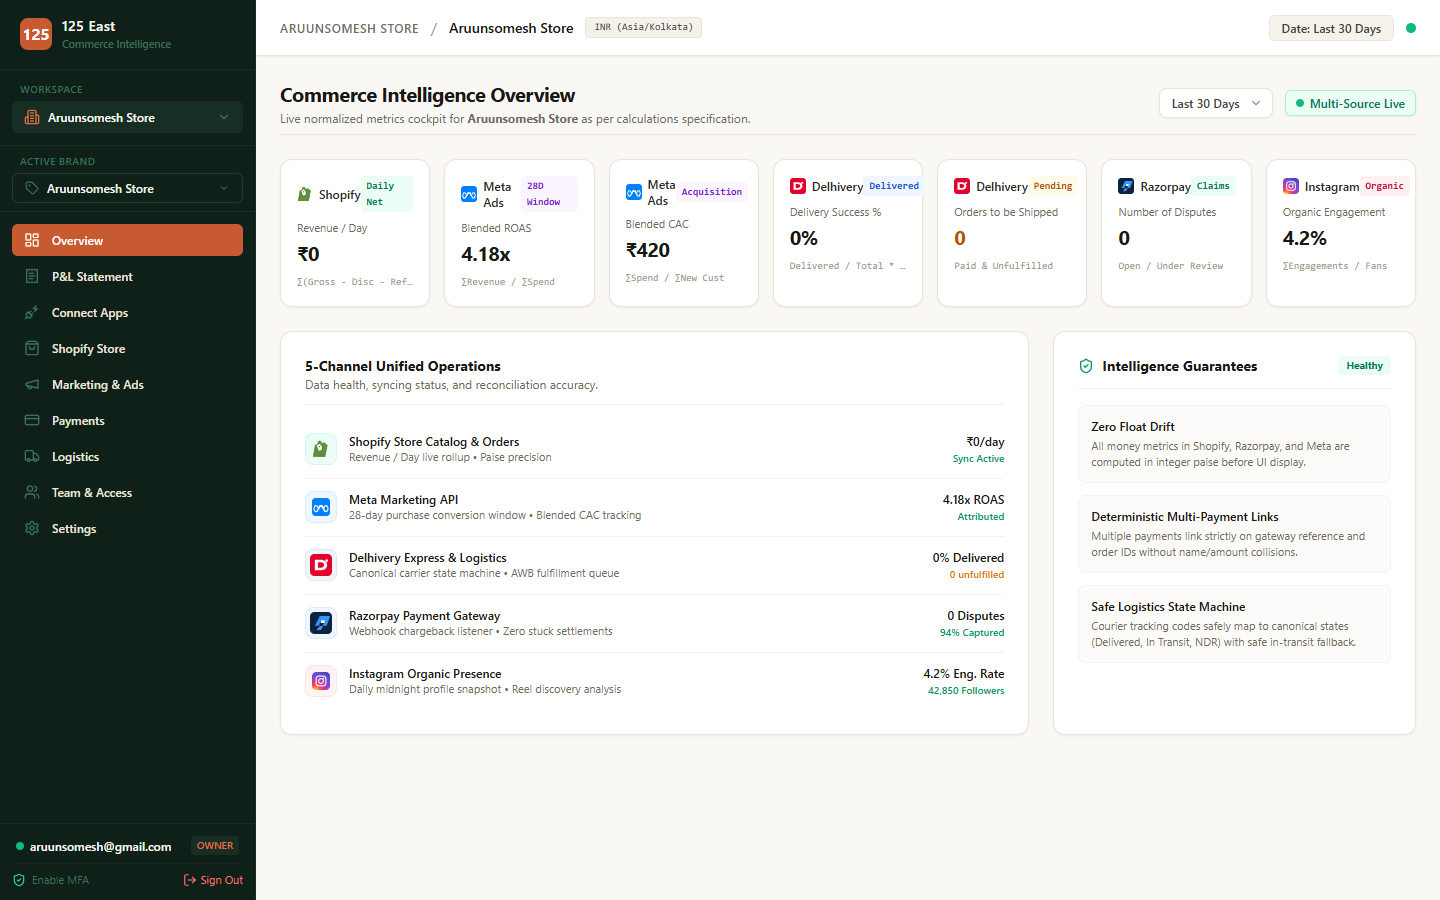 125
125 East
Commerce Intelligence
WORKSPACE
Aruunsomesh Store
ACTIVE BRAND
Aruunsomesh Store
Overview
P&L Statement
Connect Apps
Shopify Store
Marketing & Ads
Payments
Logistics
Team & Access
Settings
aruunsomesh@gmail.com
OWNER
Enable MFA
Sign Out
ARUUNSOMESH STORE / Aruunsomesh Store INR (Asia/Kolkata)
Date: Last 30 Days
Commerce Intelligence Overview
Live normalized metrics cockpit for Aruunsomesh Store as per calculations specification.
Last 30 Days
Multi-Source Live
Shopify
Daily
Net
Revenue / Day
₹0
Σ(Gross - Disc - Ref…
Meta
Ads
28D
Window
Blended ROAS
4.18x
ΣRevenue / ΣSpend
Meta
Ads
Acquisition
Blended CAC
₹420
ΣSpend / ΣNew Cust
Delhivery Delivered
Delivery Success %
0%
Delivered / Total * …
Delhivery Pending
Orders to be Shipped
0
Paid & Unfulfilled
Razorpay Claims
Number of Disputes
0
Open / Under Review
Instagram Organic
Organic Engagement
4.2%
ΣEngagements / Fans
5-Channel Unified Operations
Data health, syncing status, and reconciliation accuracy.
Shopify Store Catalog & Orders
Revenue / Day live rollup • Paise precision
₹0/day
Sync Active
Meta Marketing API
28-day purchase conversion window • Blended CAC tracking
4.18x ROAS
Attributed
Delhivery Express & Logistics
Canonical carrier state machine • AWB fulfillment queue
0% Delivered
0 unfulfilled
Razorpay Payment Gateway
Webhook chargeback listener • Zero stuck settlements
0 Disputes
94% Captured
Instagram Organic Presence
Daily midnight profile snapshot • Reel discovery analysis
4.2% Eng. Rate
42,850 Followers
Intelligence Guarantees
Healthy
Zero Float Drift
All money metrics in Shopify, Razorpay, and Meta are
computed in integer paise before UI display.
Deterministic Multi-Payment Links
Multiple payments link strictly on gateway reference and
order IDs without name/amount collisions.
Safe Logistics State Machine
Courier tracking codes safely map to canonical states
(Delivered, In Transit, NDR) with safe in-transit fallback.